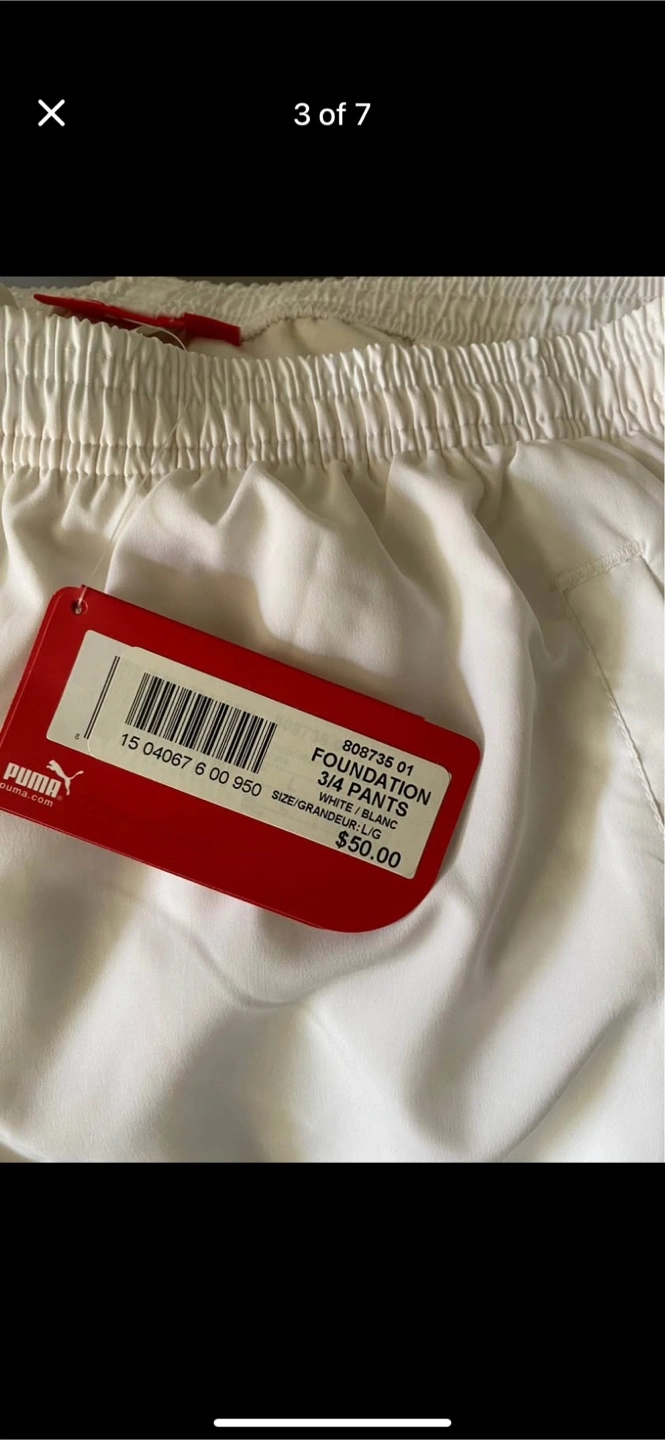 3 of 7
808735 01
FOUNDATION
3/4 PANTS
WHITE / BLANC
SIZE/GRANDEUR: L/G
$50.00
15 04067 6 00 950
8
PUMA®
puma.com